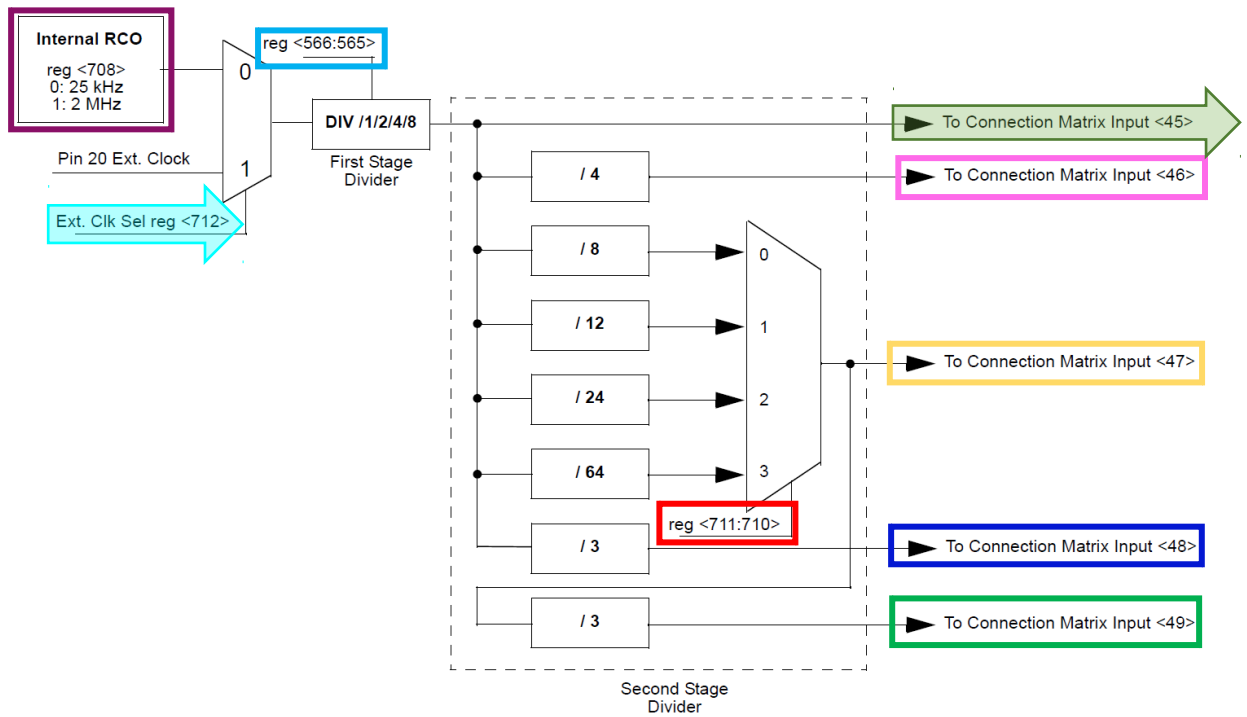 Internal RCO
reg <708>
0: 25 kHz
1: 2 MHz
reg <566:565>
0
DIV /1/2/4/8
First Stage
Divider
Pin 20 Ext. Clock
1
Ext. Clk Sel reg <712>
To Connection Matrix Input <45>
/ 4
To Connection Matrix Input <46>
/ 8
0
/ 12
1
To Connection Matrix Input <47>
/ 24
2
/ 64
3
reg <711:710>
/ 3
To Connection Matrix Input <48>
/ 3
To Connection Matrix Input <49>
Second Stage
Divider